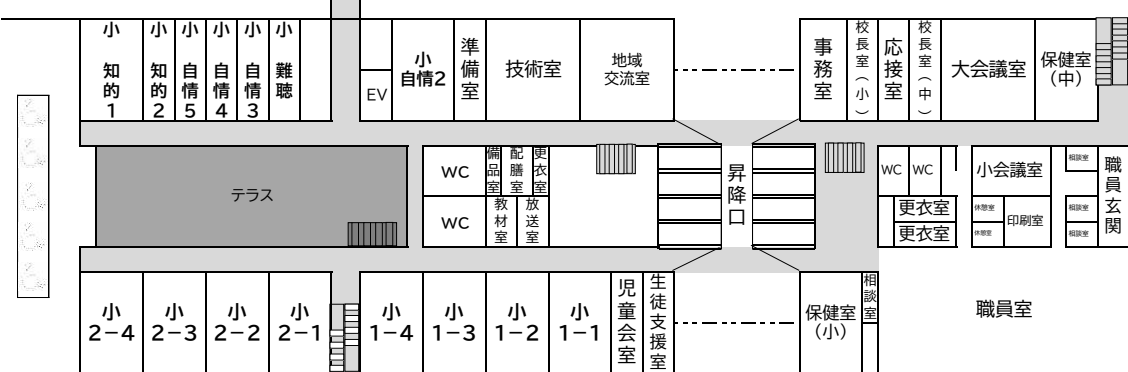 小 知的1
小 知的2
小 自情5
小 自情4
小 自情3
小 難聴
EV
小
自情2
準備室
技術室
地域
交流室
事務室
校長室(小)
応接室
校長室(中)
大会議室
保健室
(中)
テラス
WC
備品室
配膳室
更衣室
WC
教材室
放送室
昇降口
WC
WC
小会議室
相談室
職員玄関
更衣室
更衣室
休憩室
休憩室
印刷室
相談室
相談室
小
2-4
小
2-3
小
2-2
小
2-1
小
1-4
小
1-3
小
1-2
小
1-1
児童会室
生徒支援室
保健室
(小)
相談室
職員室